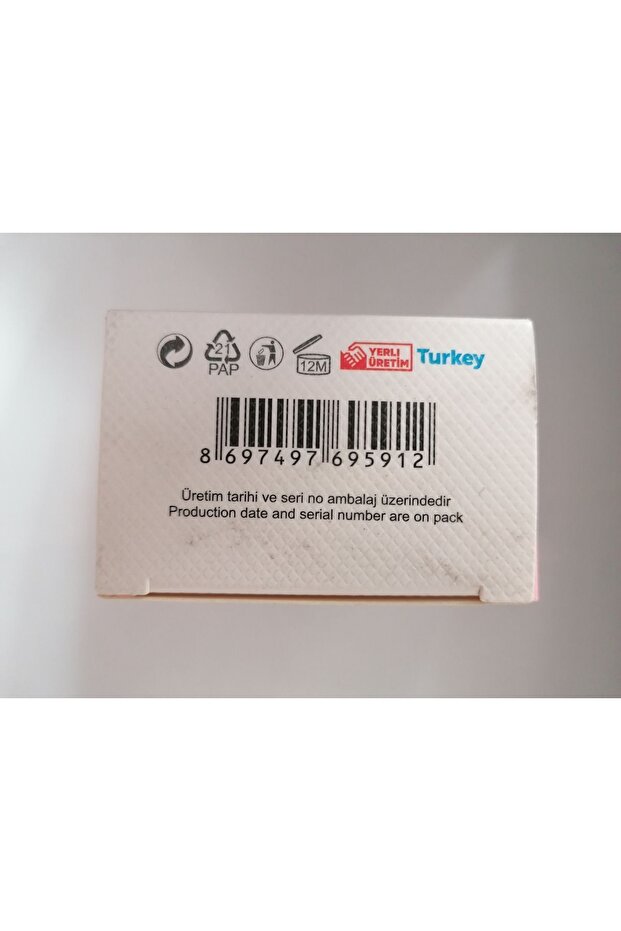 21
PAP
12M
YERLİ
ÜRETİM
Turkey
8 697497 695912
Üretim tarihi ve seri no ambalaj üzerindedir
Production date and serial number are on pack